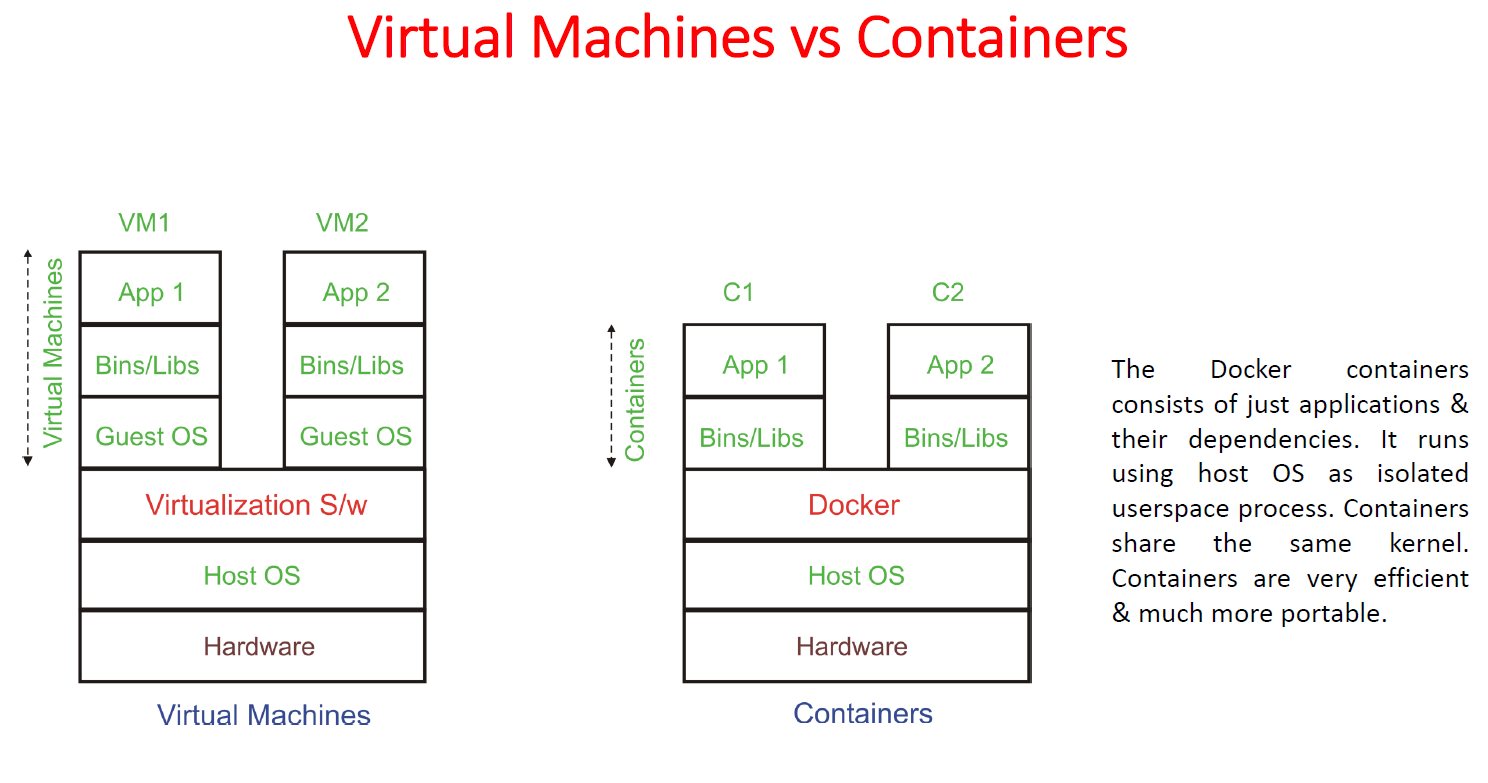 Virtual Machines vs Containers
VM1
VM2
Virtual Machines
App 1
App 2
Bins/Libs
Bins/Libs
Guest OS
Guest OS
Virtualization S/w
Host OS
Hardware
Virtual Machines
C1
C2
Containers
App 1
App 2
Bins/Libs
Bins/Libs
Docker
Host OS
Hardware
Containers
The Docker containers
consists of just applications &
their dependencies. It runs
using host OS as isolated
userspace process. Containers
share the same kernel.
Containers are very efficient
& much more portable.